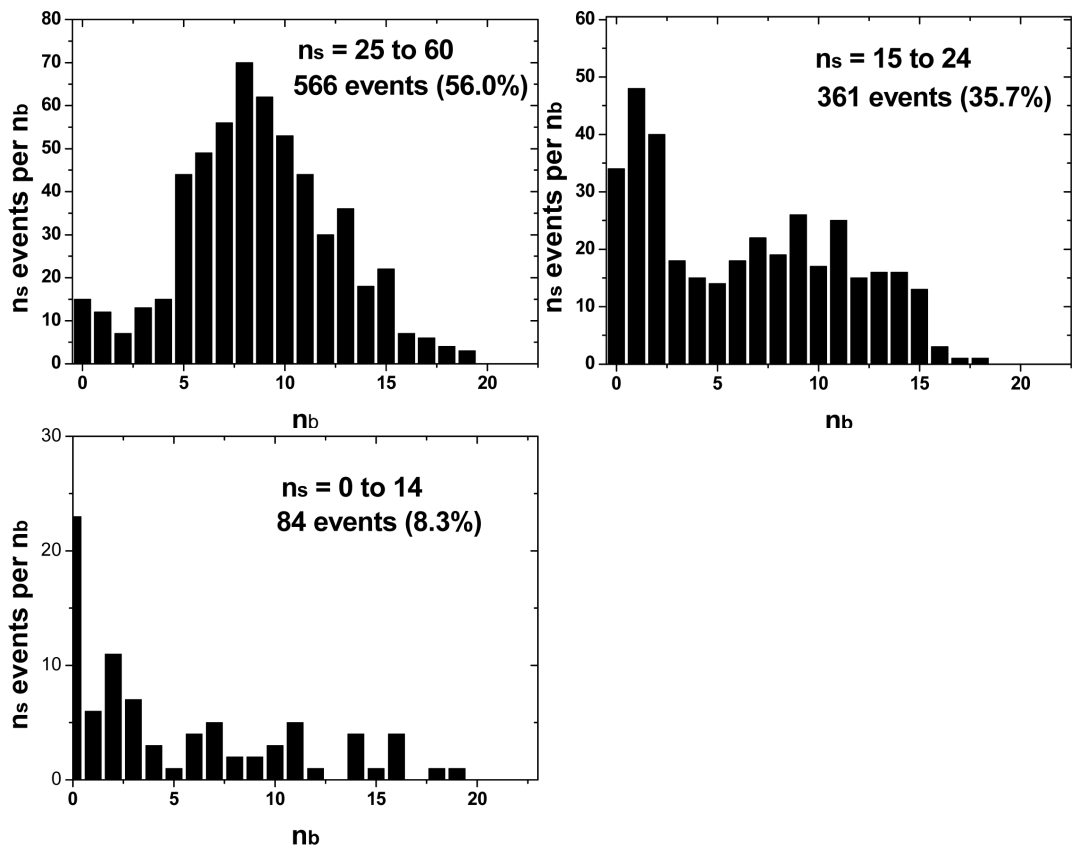 80
70
60
50
40
30
20
10
0
ns events per nb
ns = 25 to 60
566 events (56.0%)
0 5 10 15 20
nb
60
50
40
30
20
10
0
ns events per nb
ns = 15 to 24
361 events (35.7%)
0 5 10 15 20
nb
30
20
10
0
ns events per nb
ns = 0 to 14
84 events (8.3%)
0 5 10 15 20
nb